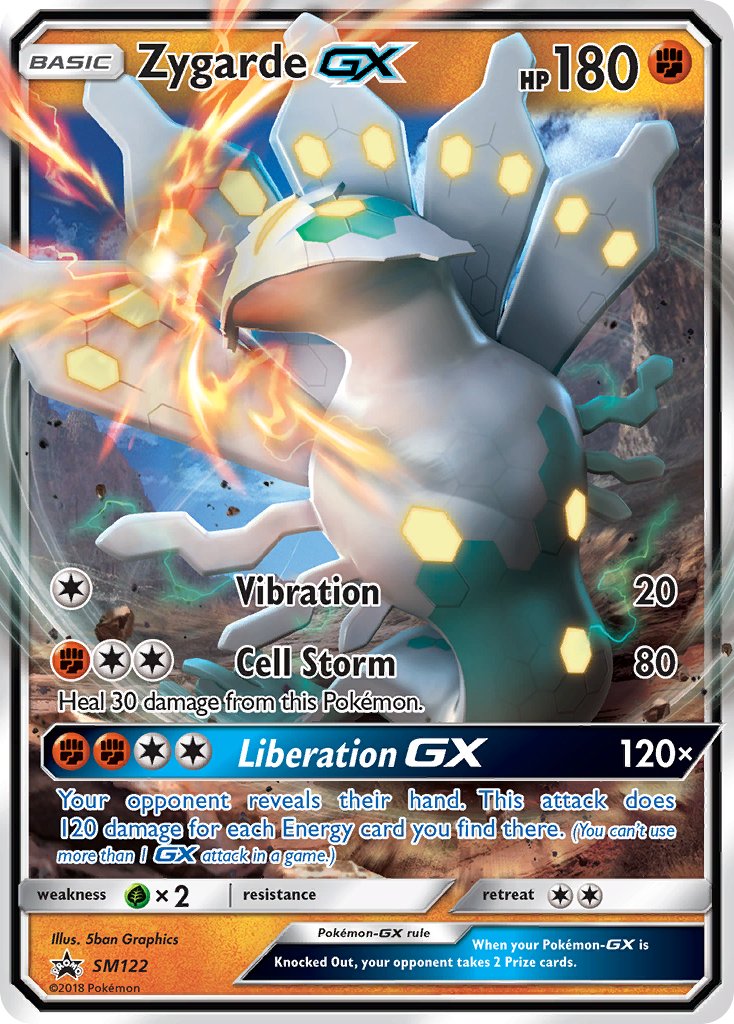 BASIC Zygarde GX HP 180
Vibration 20
Cell Storm 80
Heal 30 damage from this Pokémon.
Liberation GX 120×
Your opponent reveals their hand. This attack does
120 damage for each Energy card you find there. (You can't use
more than 1 GX attack in a game.)
weakness × 2 resistance retreat
Illus. 5ban Graphics
Pokémon-GX rule
When your Pokémon-GX is
Knocked Out, your opponent takes 2 Prize cards.
PROMO SM122
©2018 Pokémon